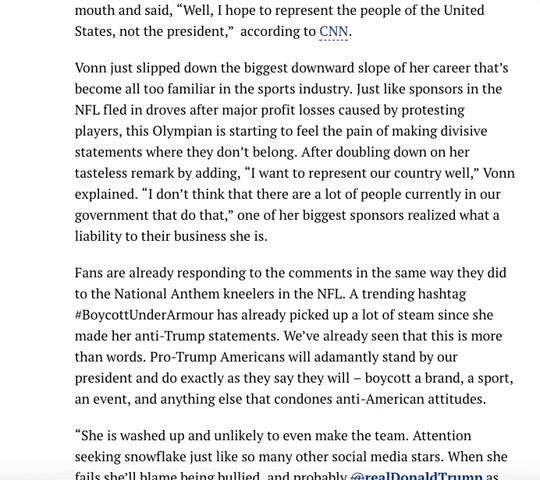 mouth and said, “Well, I hope to represent the people of the United
States, not the president,”  according to CNN.
Vonn just slipped down the biggest downward slope of her career that’s
become all too familiar in the sports industry. Just like sponsors in the
NFL fled in droves after major profit losses caused by protesting
players, this Olympian is starting to feel the pain of making divisive
statements where they don’t belong. After doubling down on her
tasteless remark by adding, “I want to represent our country well,” Vonn
explained. “I don’t think that there are a lot of people currently in our
government that do that,” one of her biggest sponsors realized what a
liability to their business she is.
Fans are already responding to the comments in the same way they did
to the National Anthem kneelers in the NFL. A trending hashtag
#BoycottUnderArmour has already picked up a lot of steam since she
made her anti-Trump statements. We’ve already seen that this is more
than words. Pro-Trump Americans will adamantly stand by our
president and do exactly as they say they will – boycott a brand, a sport,
an event, and anything else that condones anti-American attitudes.
“She is washed up and unlikely to even make the team. Attention
seeking snowflake just like so many other social media stars. When she
fails she’ll blame being bullied, and probably @realDonaldTrump as